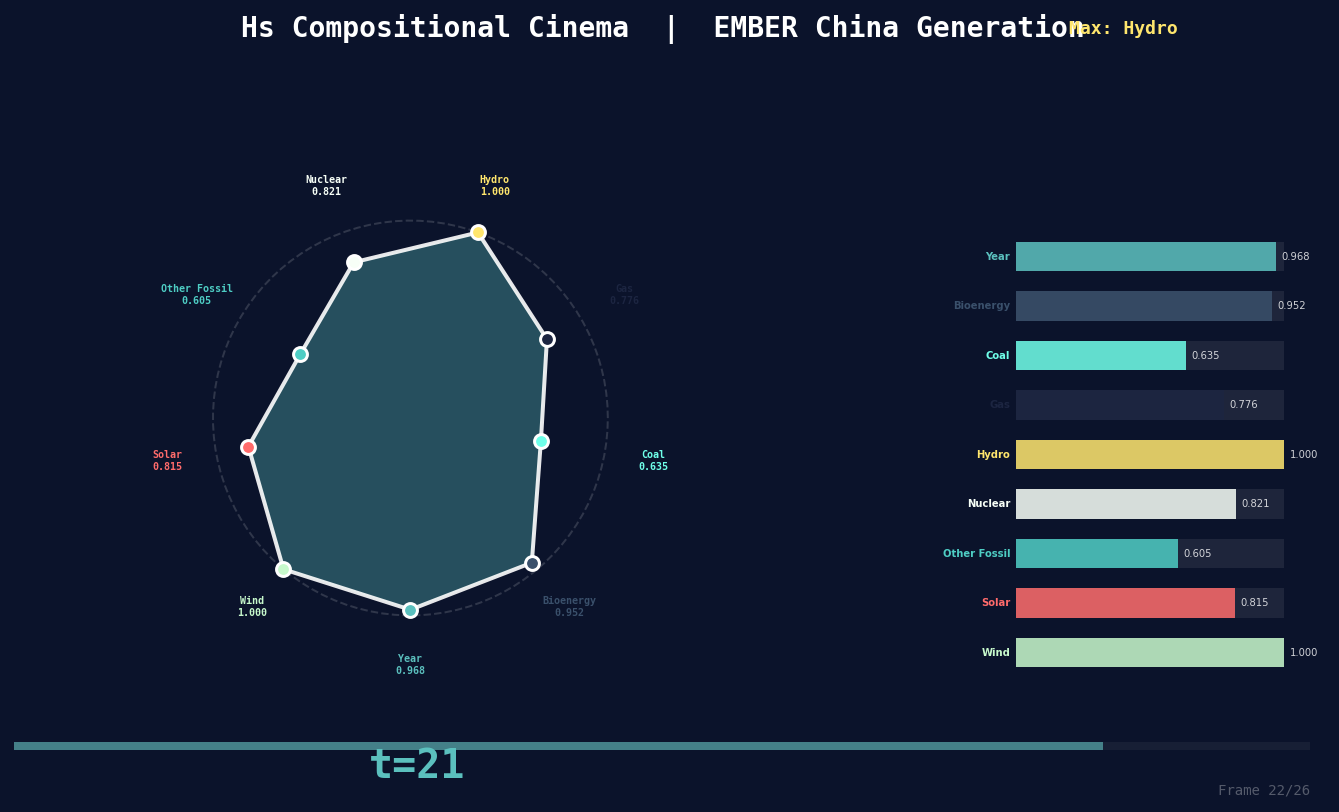 Hs Compositional Cinema | EMBER China Generation
Max: Hydro
Nuclear
0.821
Hydro
1.000
Other Fossil
0.605
Gas
0.776
Solar
0.815
Coal
0.635
Wind
1.000
Bioenergy
0.952
Year
0.968
Year 0.968
Bioenergy 0.952
Coal 0.635
Gas 0.776
Hydro 1.000
Nuclear 0.821
Other Fossil 0.605
Solar 0.815
Wind 1.000
t=21
Frame 22/26